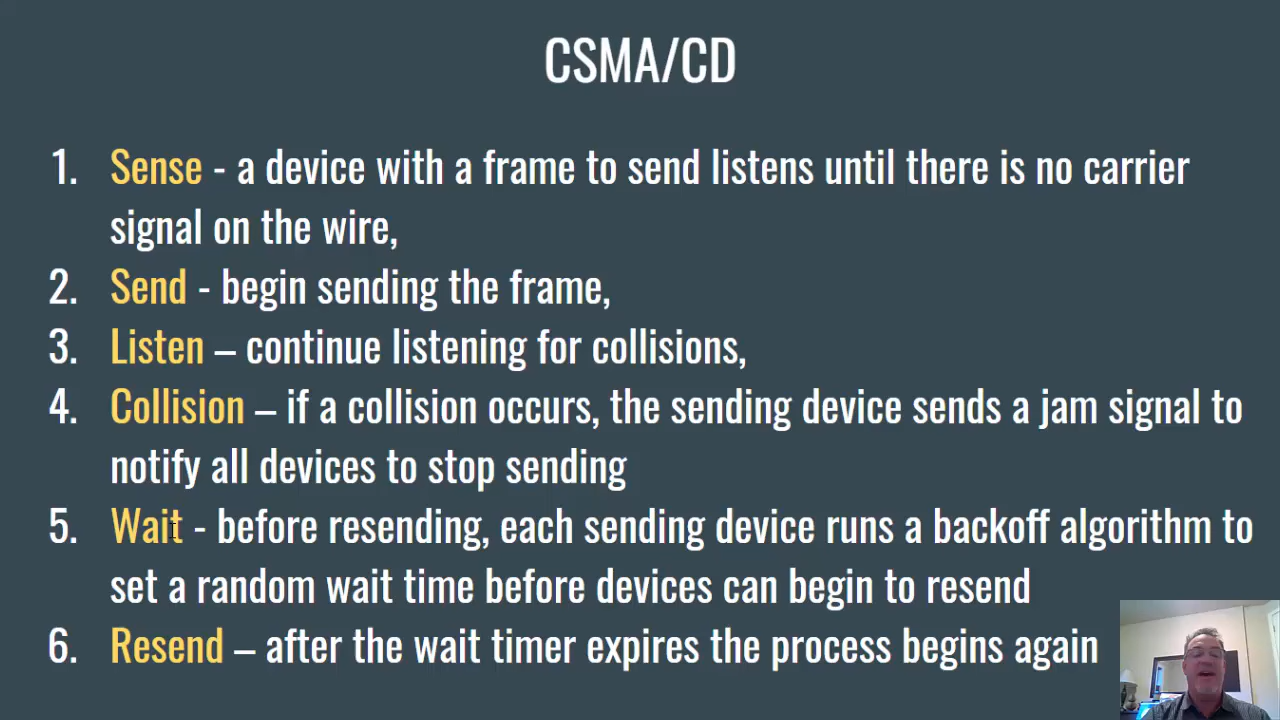 CSMA/CD
1. Sense - a device with a frame to send listens until there is no carrier
signal on the wire,
2. Send - begin sending the frame,
3. Listen – continue listening for collisions,
4. Collision – if a collision occurs, the sending device sends a jam signal to
notify all devices to stop sending
5. Wait - before resending, each sending device runs a backoff algorithm to
set a random wait time before devices can begin to resend
6. Resend – after the wait timer expires the process begins again